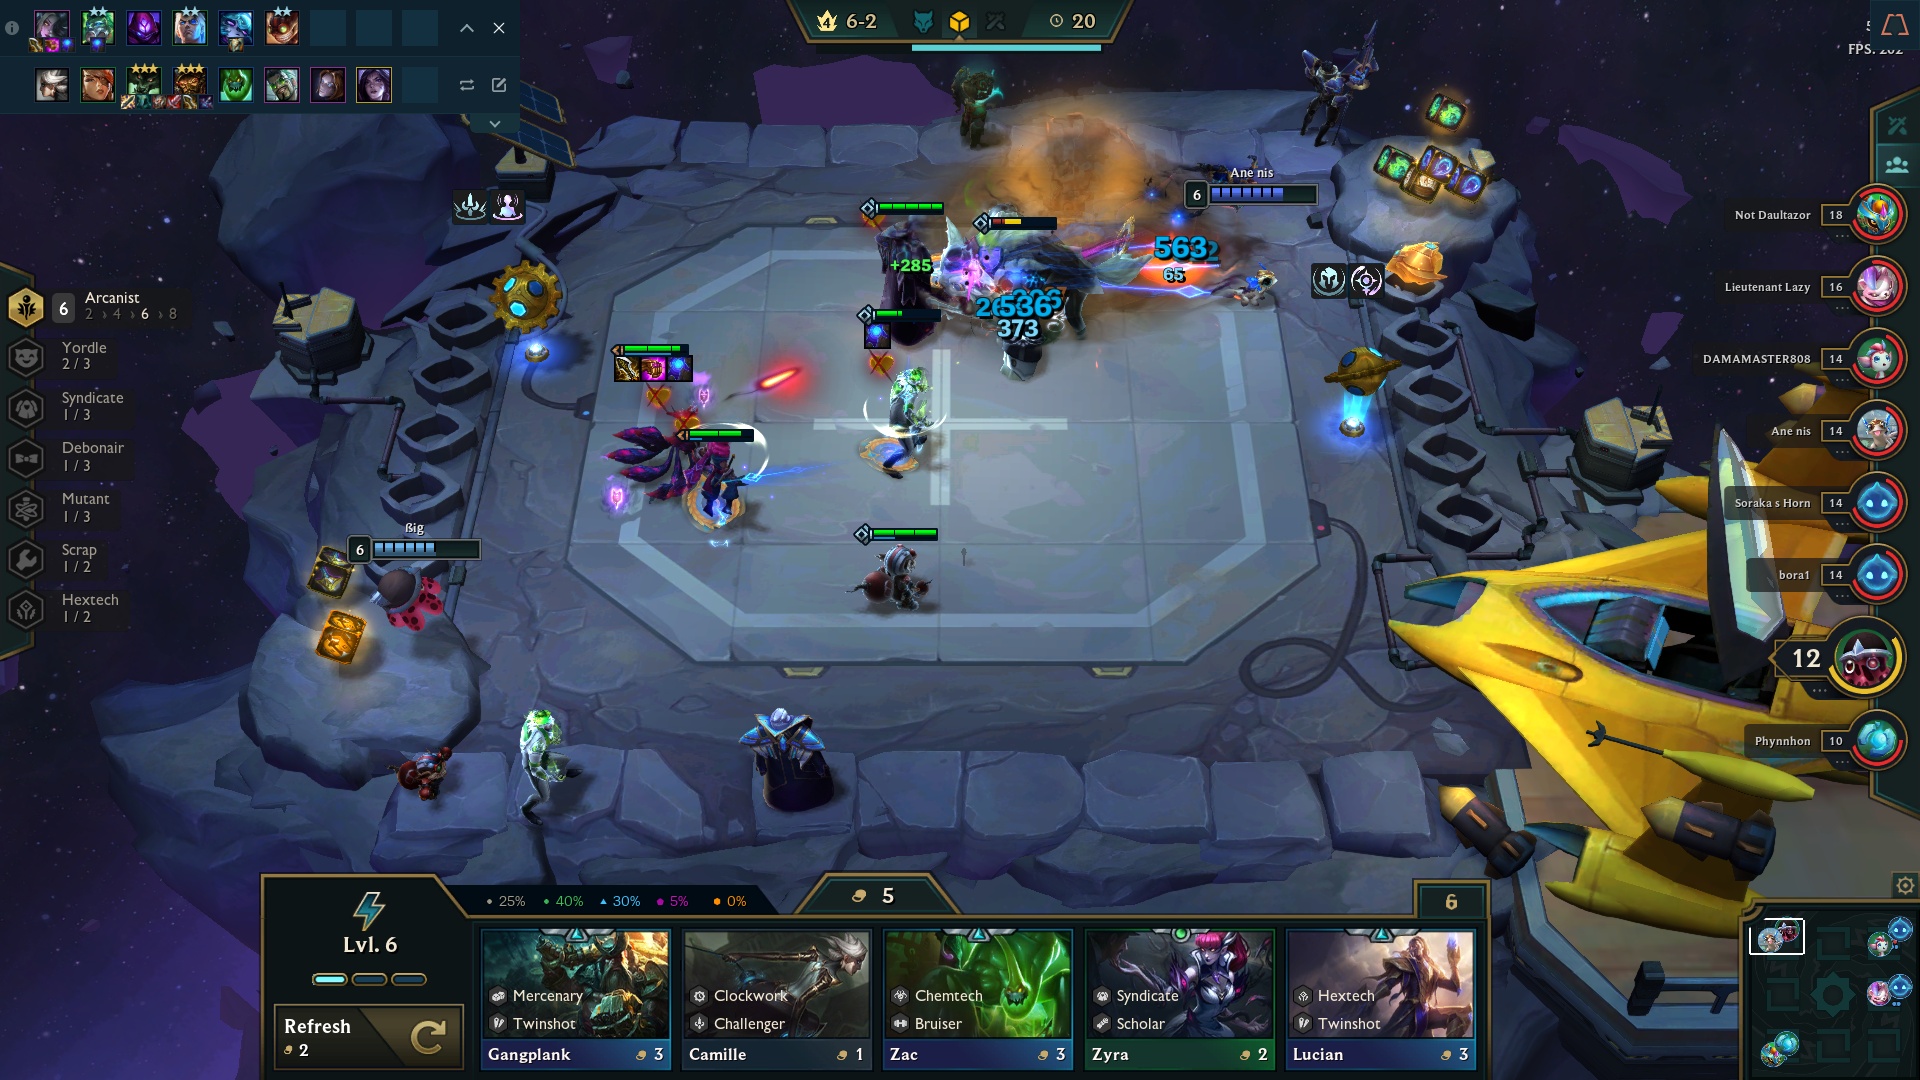 6-2
20
FPS: 202
Ane nis
6
563
65
+285
536
373
Not Daultazor
18
Lieutenant Lazy
16
DAMAMASTER808
14
Ane nis
14
Soraka s Horn
14
bora1
14
12
Phynnhon
10
6
Arcanist
2 › 4 › 6 › 8
Yordle
2 / 3
Syndicate
1 / 3
Debonair
1 / 3
Mutant
1 / 3
Scrap
1 / 2
Hextech
1 / 2
ßig
6
25%
40%
30%
5%
0%
5
6
Lvl. 6
Refresh
2
Mercenary
Twinshot
Gangplank
3
Clockwork
Challenger
Camille
1
Chemtech
Bruiser
Zac
3
Syndicate
Scholar
Zyra
2
Hextech
Twinshot
Lucian
3